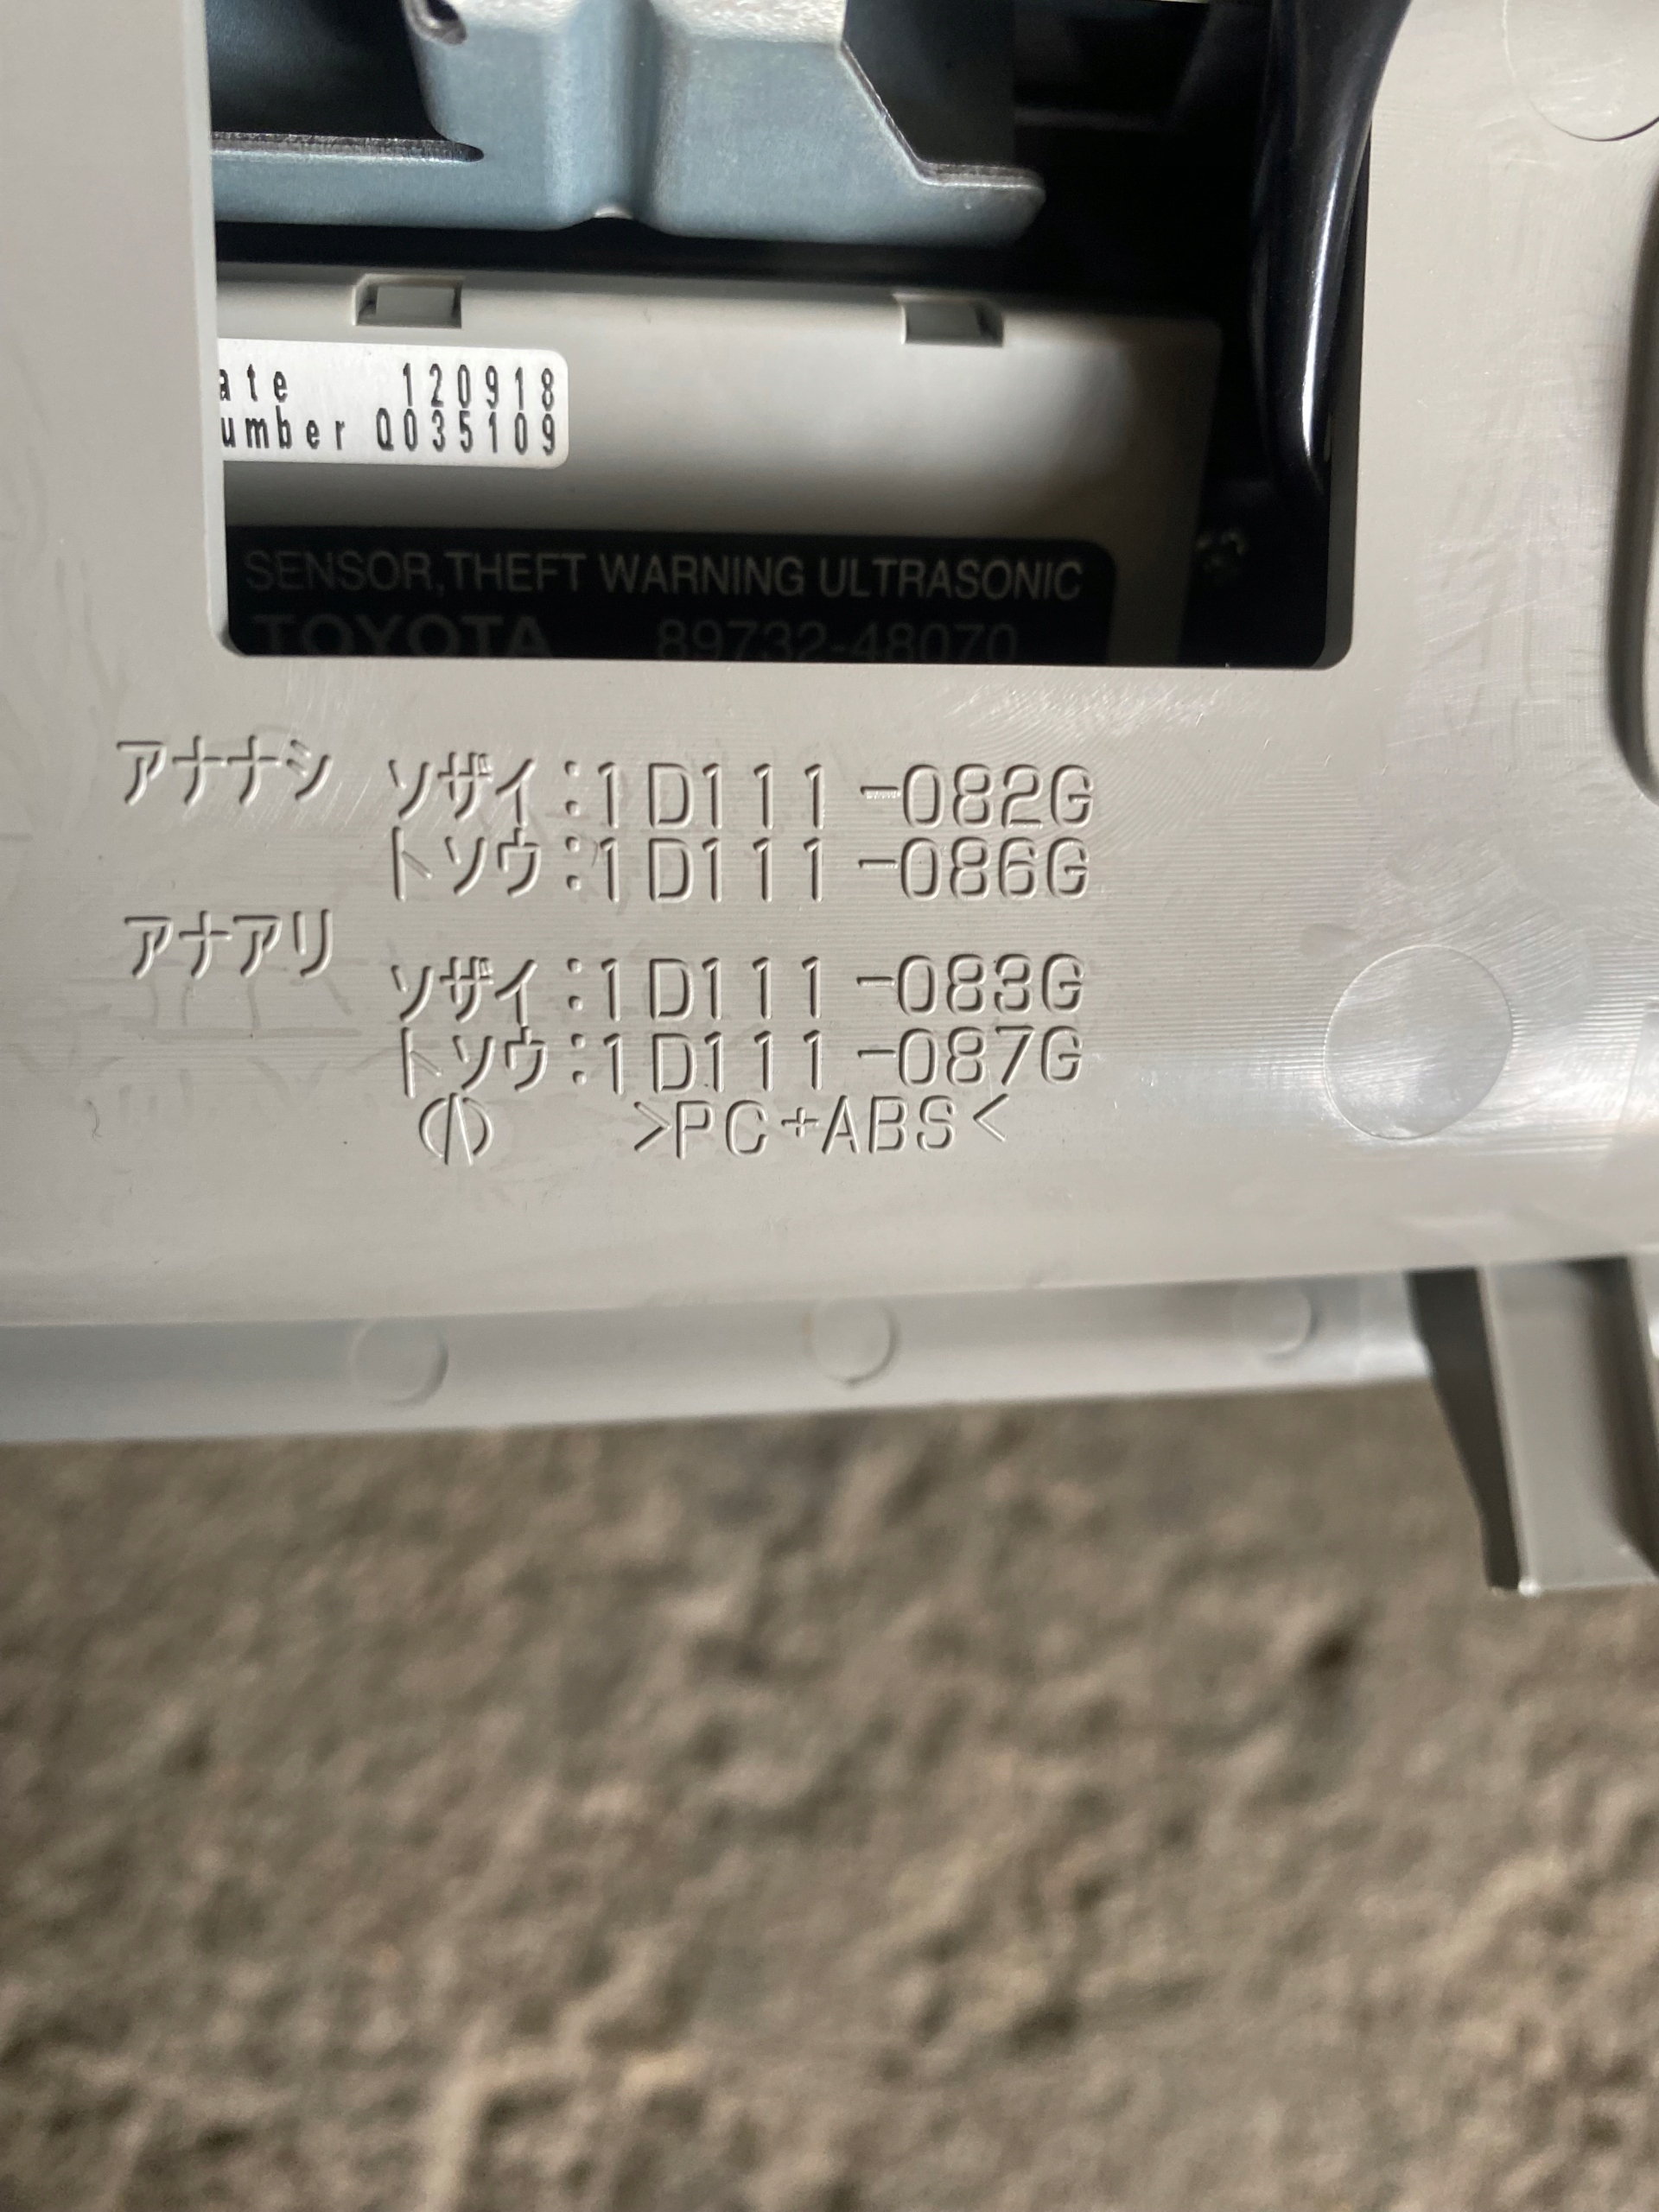 ate 120918
umber Q035109
SENSOR,THEFT WARNING ULTRASONIC
TOYOTA 89732-48070
アナナシ ソザイ:1D111-082G
トソウ:1D111-086G
アナアリ
ソザイ:1D111-083G
トソウ:1D111-087G
>PC+ABS<